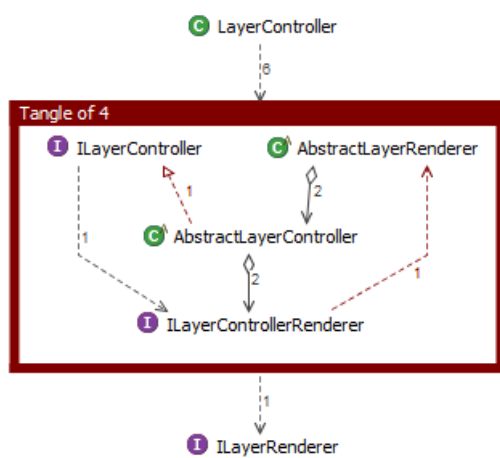 C LayerController
6
Tangle of 4
I ILayerController C AbstractLayerRenderer
1 2
C AbstractLayerController
1 2 1
I ILayerControllerRenderer
1
I ILayerRenderer